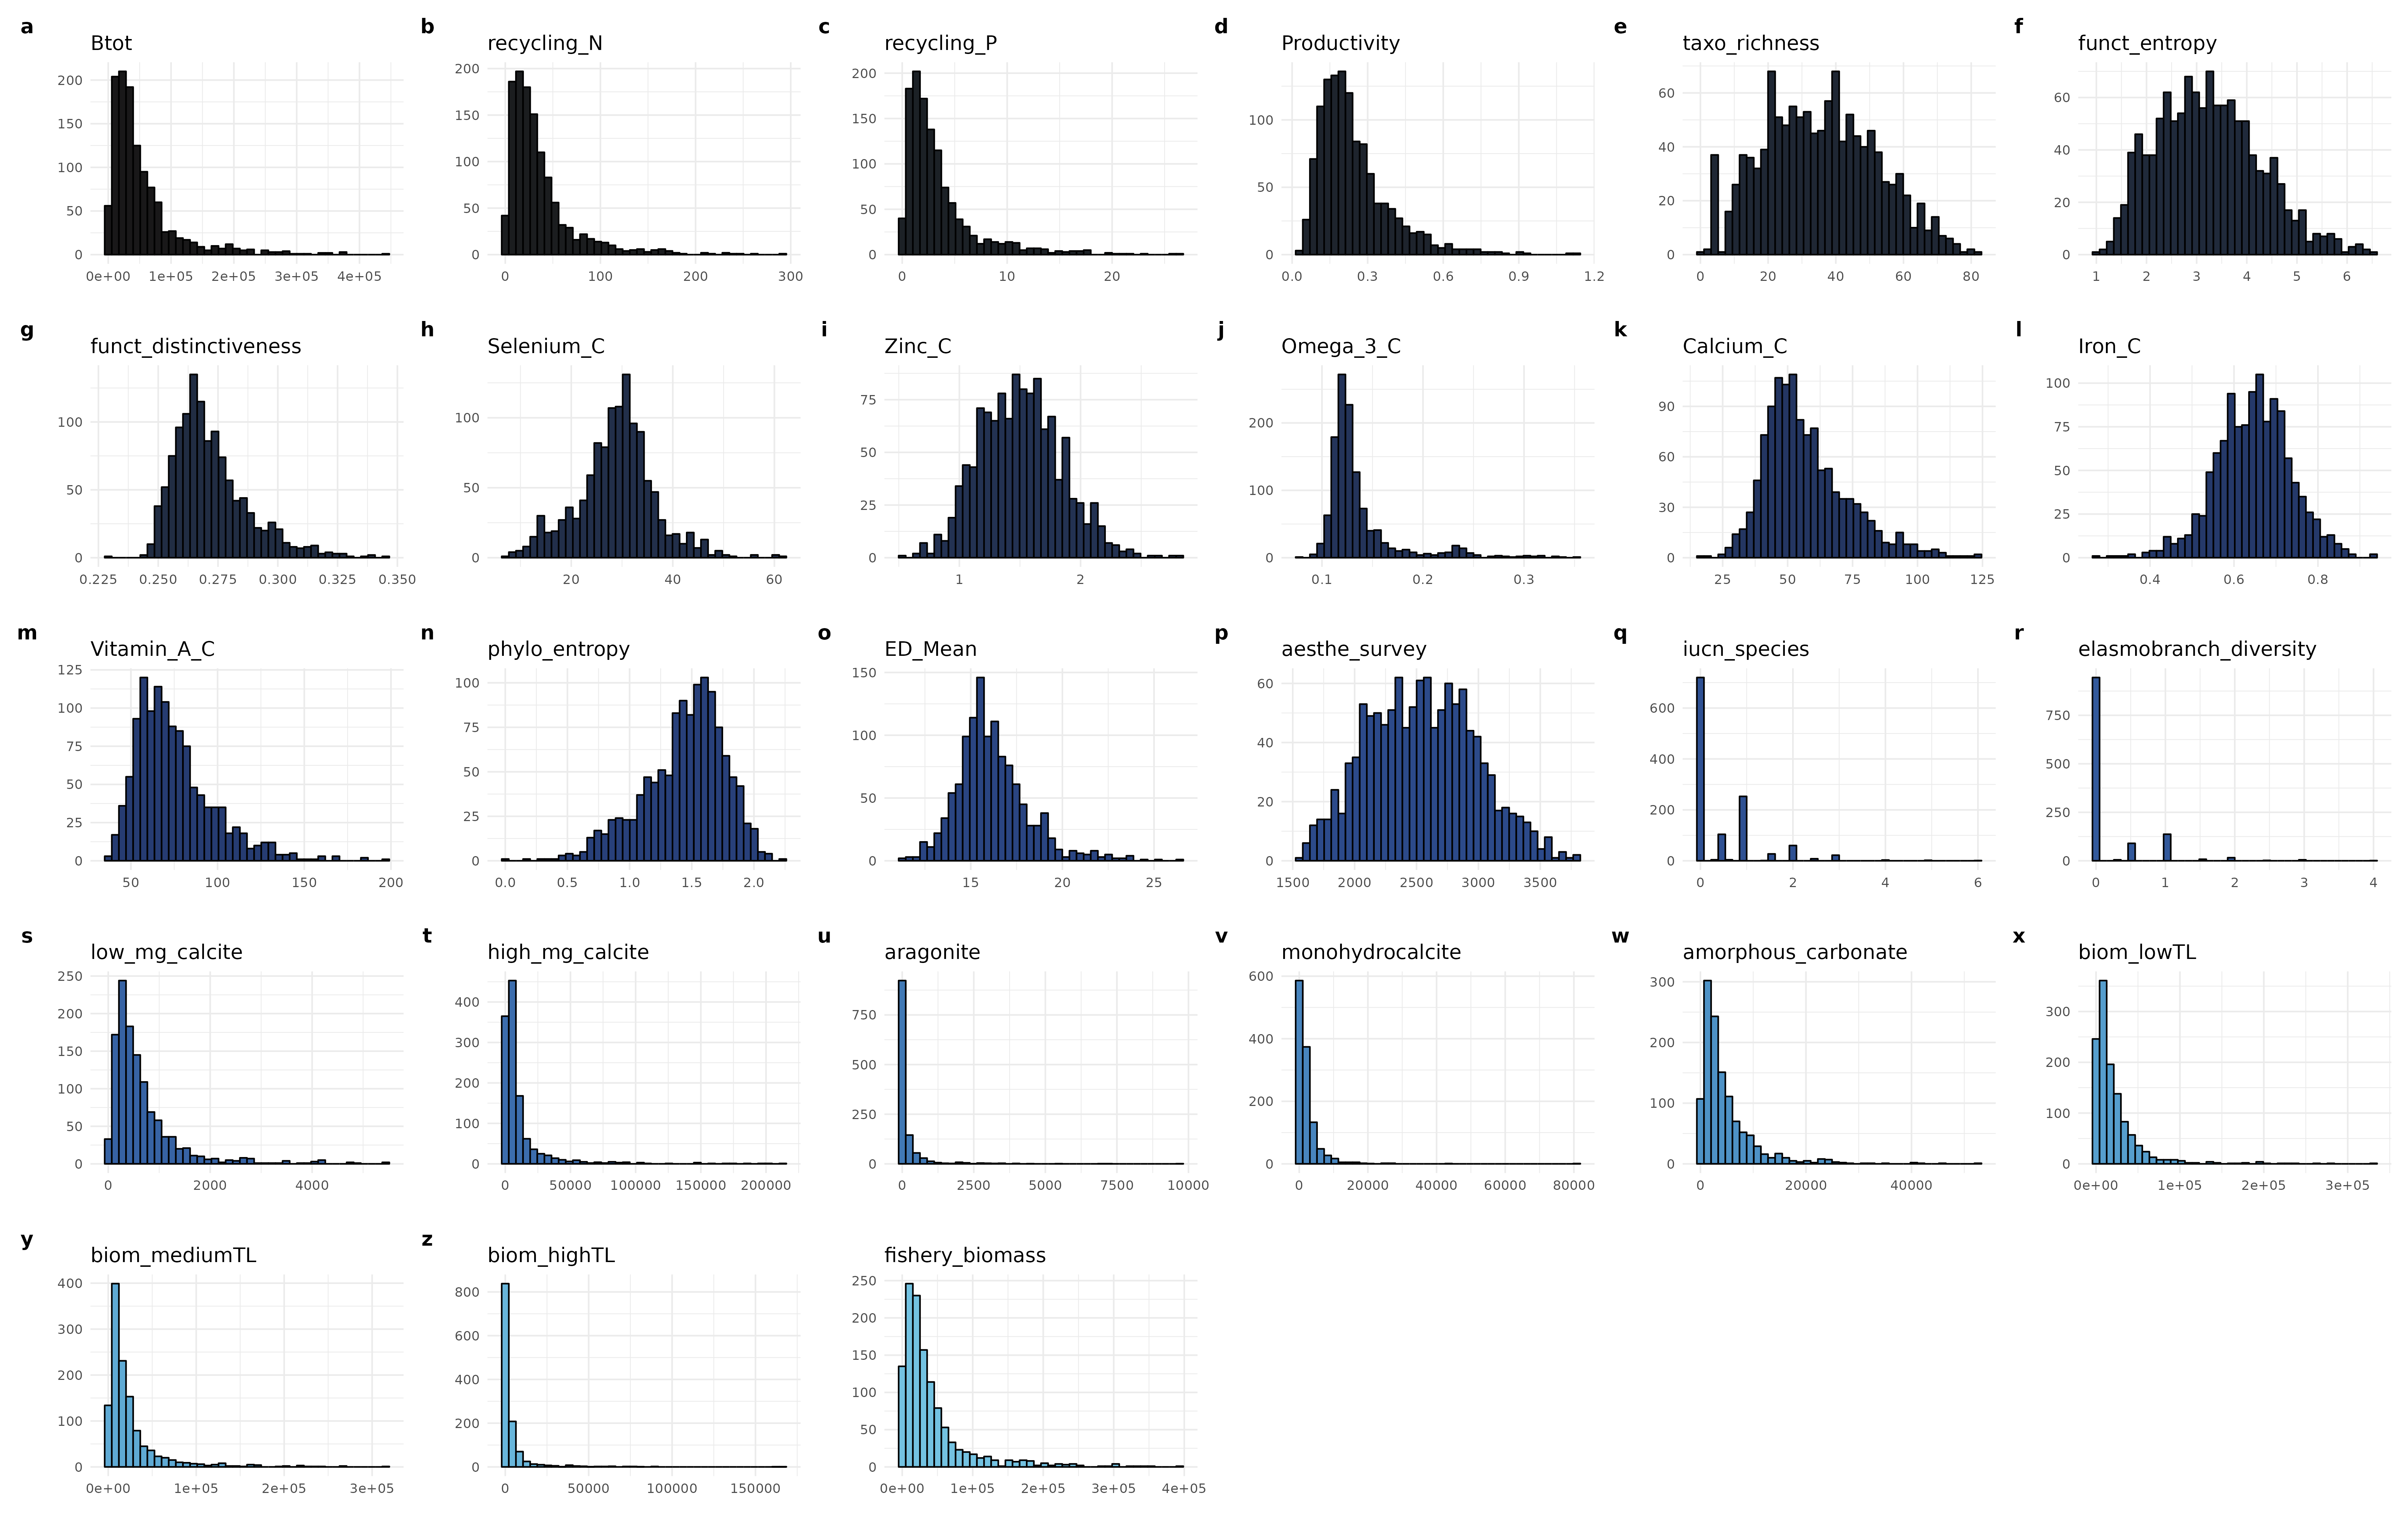 a b c d e f
Btot recycling_N recycling_P Productivity taxo_richness funct_entropy
200 150 100 50 0
0e+00 1e+05 2e+05 3e+05 4e+05
200 150 100 50 0
0 100 200 300
200 150 100 50 0
0 10 20
100 50 0
0.0 0.3 0.6 0.9 1.2
60 40 20 0
0 20 40 60 80
60 40 20 0
1 2 3 4 5 6
g h i j k l
funct_distinctiveness Selenium_C Zinc_C Omega_3_C Calcium_C Iron_C
100 50 0
0.225 0.250 0.275 0.300 0.325 0.350
100 50 0
20 40 60
75 50 25 0
1 2
200 100 0
0.1 0.2 0.3
90 60 30 0
25 50 75 100 125
100 75 50 25 0
0.4 0.6 0.8
m n o p q r
Vitamin_A_C phylo_entropy ED_Mean aesthe_survey iucn_species elasmobranch_diversity
125 100 75 50 25 0
50 100 150 200
100 75 50 25 0
0.0 0.5 1.0 1.5 2.0
150 100 50 0
15 20 25
60 40 20 0
1500 2000 2500 3000 3500
600 400 200 0
0 2 4 6
750 500 250 0
0 1 2 3 4
s t u v w x
low_mg_calcite high_mg_calcite aragonite monohydrocalcite amorphous_carbonate biom_lowTL
250 200 150 100 50 0
0 2000 4000
400 300 200 100 0
0 50000 100000 150000 200000
750 500 250 0
0 2500 5000 7500 10000
600 400 200 0
0 20000 40000 60000 80000
300 200 100 0
0 20000 40000
300 200 100 0
0e+00 1e+05 2e+05 3e+05
y z
biom_mediumTL biom_highTL fishery_biomass
400 300 200 100 0
0e+00 1e+05 2e+05 3e+05
800 600 400 200 0
0 50000 100000 150000
250 200 150 100 50 0
0e+00 1e+05 2e+05 3e+05 4e+05